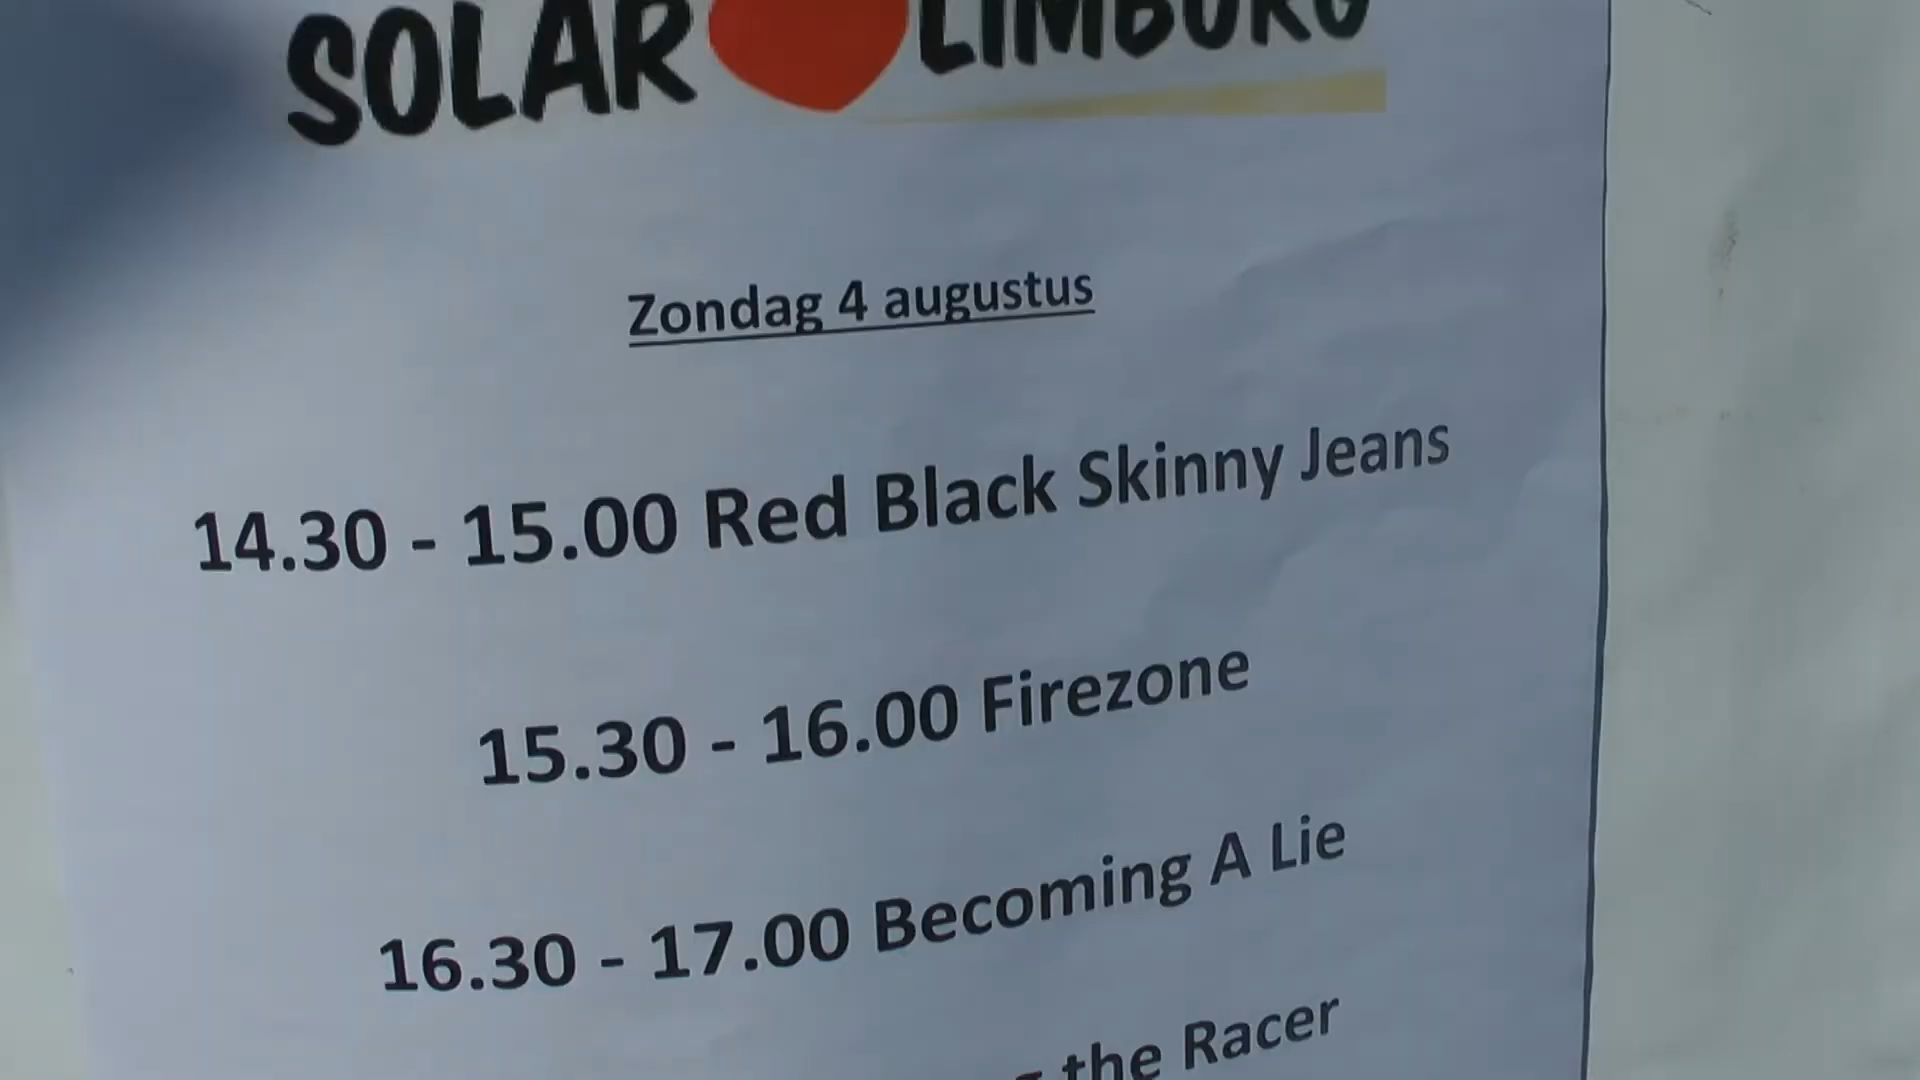 SOLAR LIMBURG
Zondag 4 augustus
14.30 - 15.00 Red Black Skinny Jeans
15.30 - 16.00 Firezone
16.30 - 17.00 Becoming A Lie
the Racer